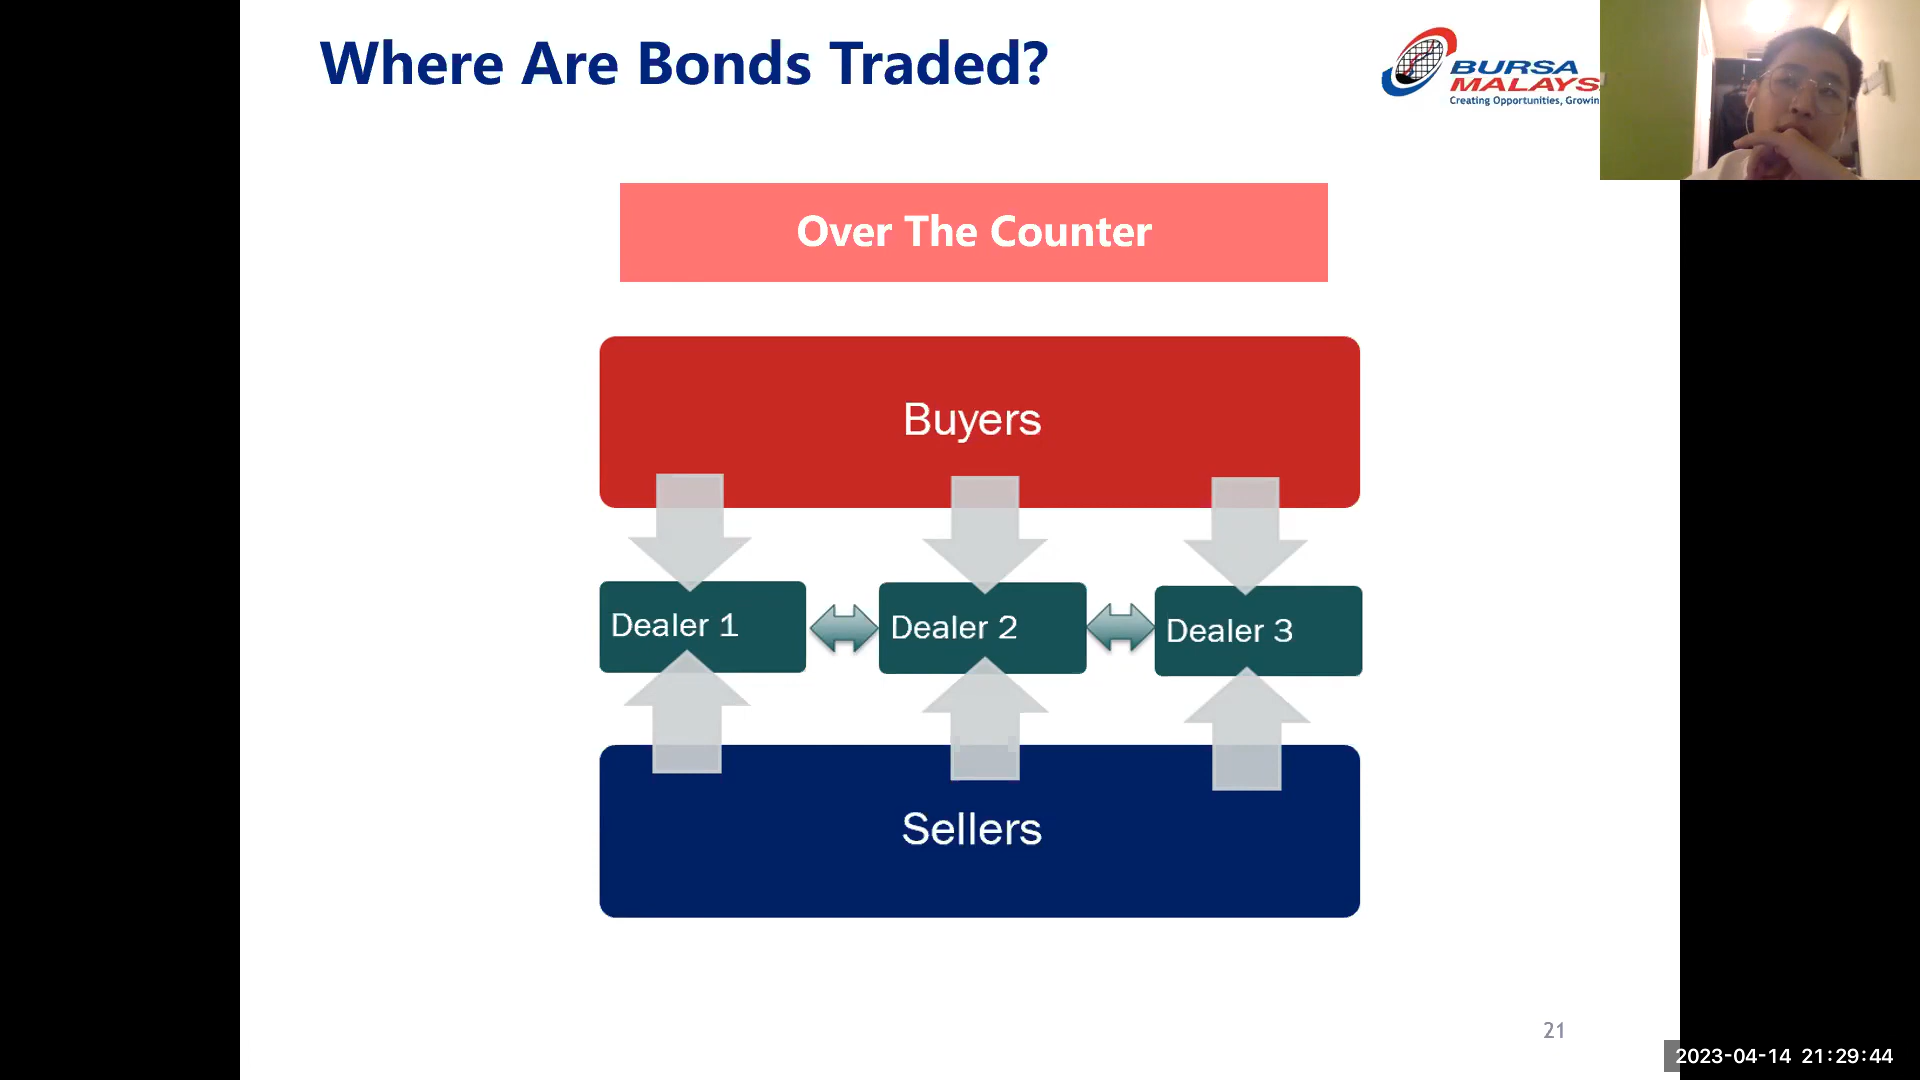 Where Are Bonds Traded?
BURSA
MALAYS
Creating Opportunities, Growin
Over The Counter
Buyers
Dealer 1
Dealer 2
Dealer 3
Sellers
21
2023-04-14 21:29:44